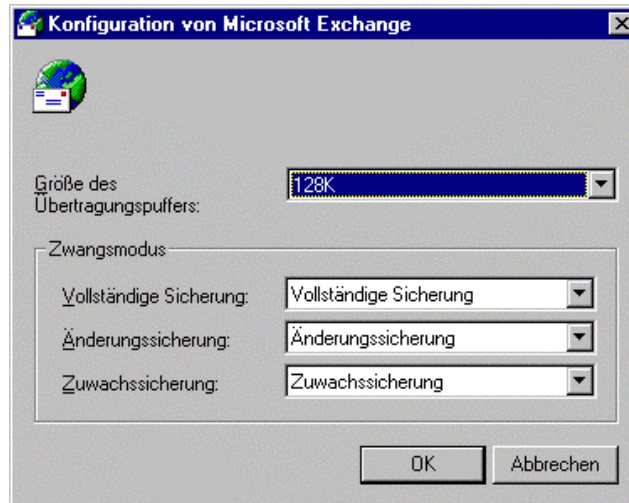 Konfiguration von Microsoft Exchange
Größe des
Übertragungspuffers:
128K
Zwangsmodus
Vollständige Sicherung: Vollständige Sicherung
Änderungssicherung: Änderungssicherung
Zuwachssicherung: Zuwachssicherung
OK Abbrechen